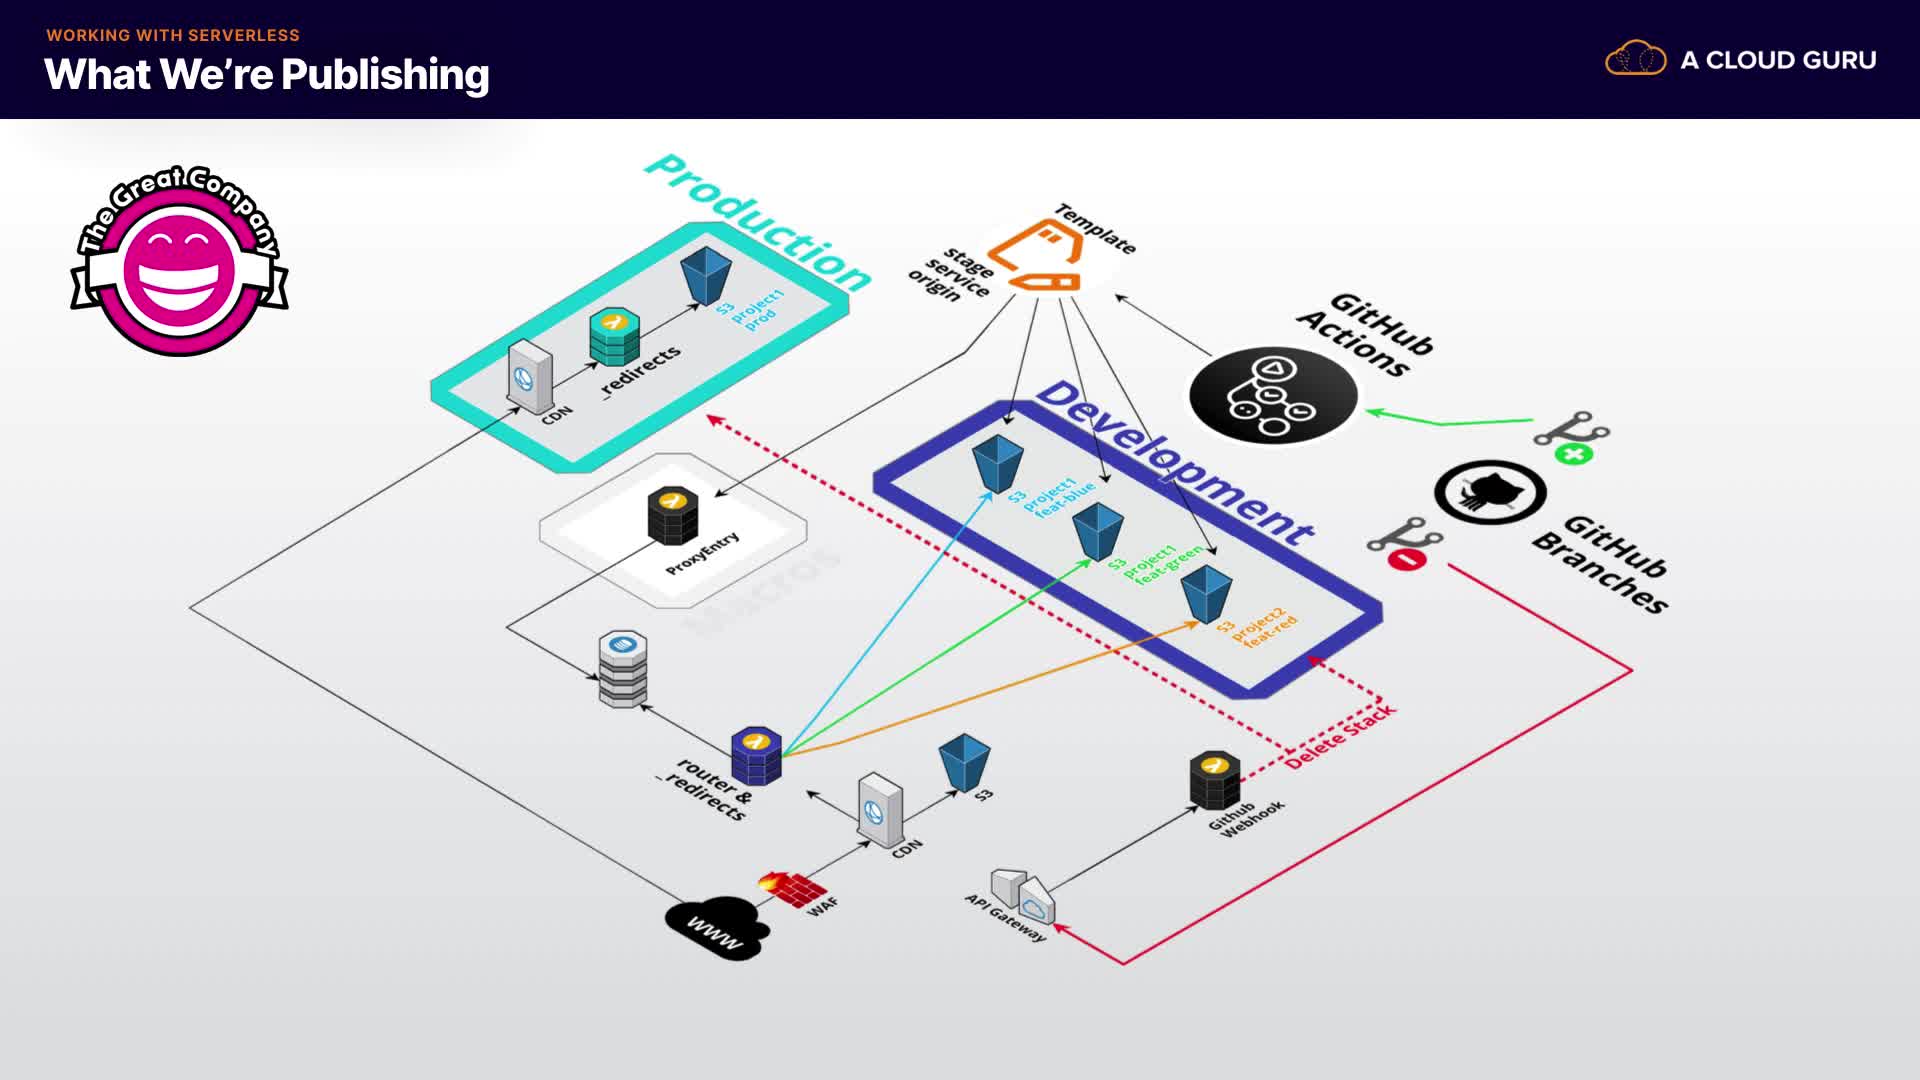 WORKING WITH SERVERLESS
What We're Publishing
A CLOUD GURU
The Great Company
Production
S3
project1
prod
_redirects
CDN
Template
stage
service
origin
GitHub
Actions
Development
S3
project1
feat-blue
S3
project1
feat-green
S3
project2
feat-red
GitHub
Branches
ProxyEntry
Macros
router &
_redirects
S3
CDN
WAF
www
Delete Stack
Github
Webhook
API Gateway